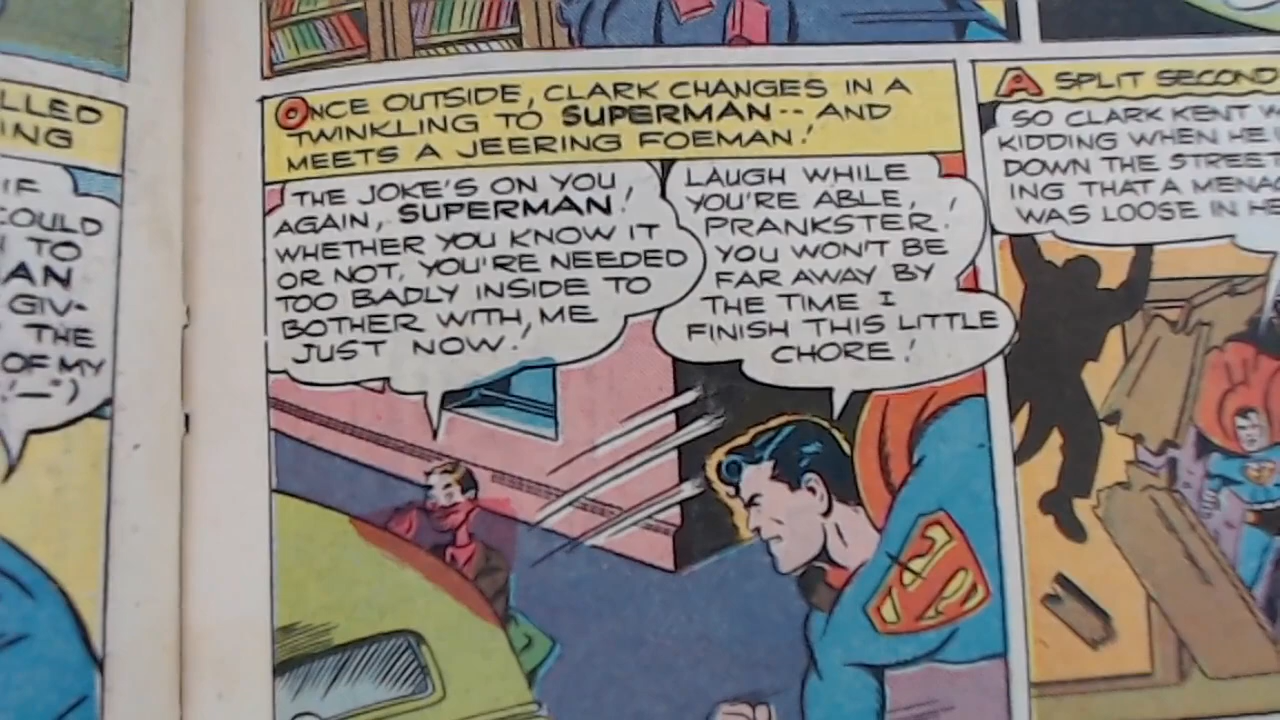 LLED
ING
IF
COULD
TO
AN
GIV-
THE
OF MY
!—")
ONCE OUTSIDE, CLARK CHANGES IN A
TWINKLING TO SUPERMAN -- AND
MEETS A JEERING FOEMAN!
THE JOKE'S ON YOU,
AGAIN, SUPERMAN!
WHETHER YOU KNOW IT
OR NOT, YOU'RE NEEDED
TOO BADLY INSIDE TO
BOTHER WITH, ME
JUST NOW!
LAUGH WHILE
YOU'RE ABLE,
PRANKSTER!
YOU WON'T BE
FAR AWAY BY
THE TIME I
FINISH THIS LITTLE
CHORE!
A SPLIT SECOND
SO CLARK KENT W
KIDDING WHEN HE
DOWN THE STREET
ING THAT A MENA
WAS LOOSE IN HE